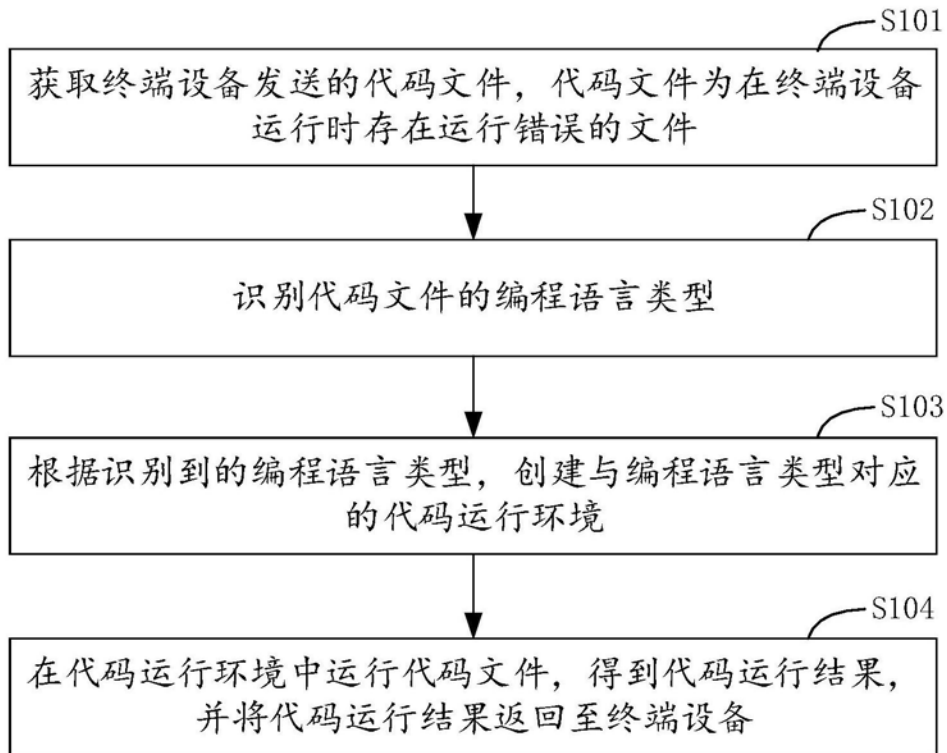 S101
获取终端设备发送的代码文件，代码文件为在终端设备
运行时存在运行错误的文件
S102
识别代码文件的编程语言类型
S103
根据识别到的编程语言类型，创建与编程语言类型对应
的代码运行环境
S104
在代码运行环境中运行代码文件，得到代码运行结果，
并将代码运行结果返回至终端设备